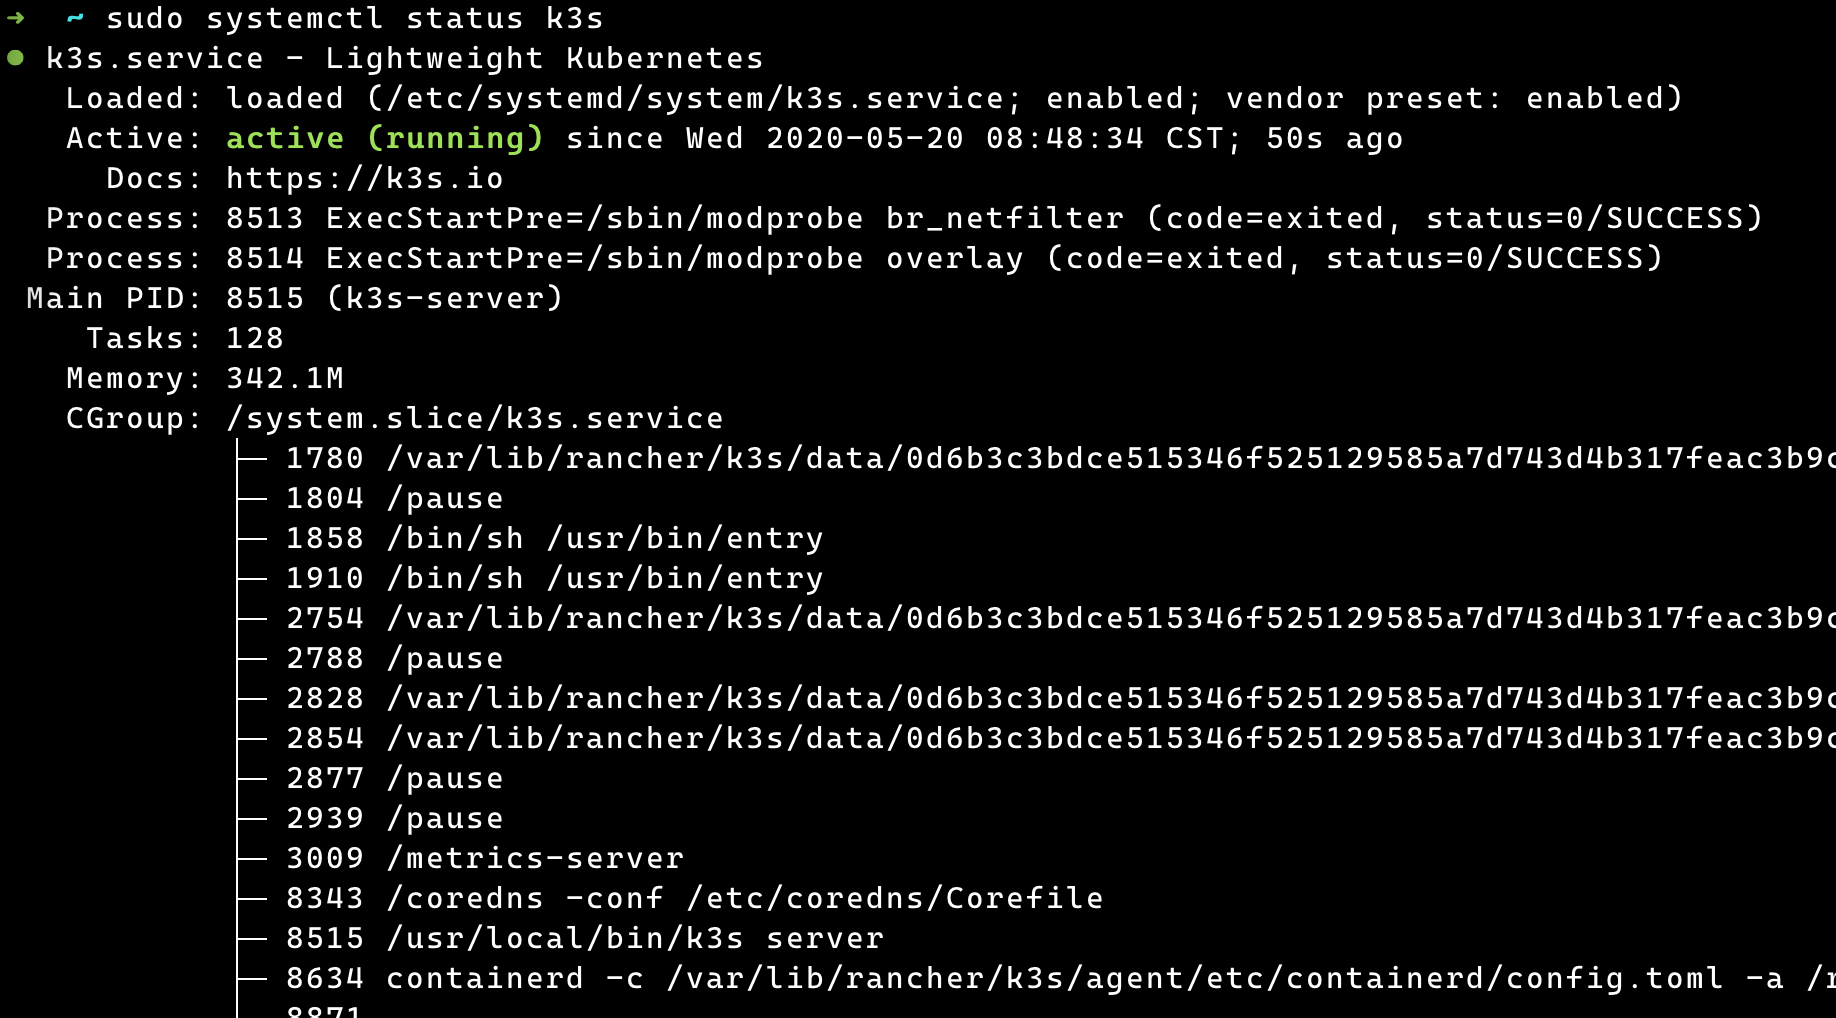 ➜  ~ sudo systemctl status k3s
● k3s.service - Lightweight Kubernetes
   Loaded: loaded (/etc/systemd/system/k3s.service; enabled; vendor preset: enabled)
   Active: active (running) since Wed 2020-05-20 08:48:34 CST; 50s ago
     Docs: https://k3s.io
  Process: 8513 ExecStartPre=/sbin/modprobe br_netfilter (code=exited, status=0/SUCCESS)
  Process: 8514 ExecStartPre=/sbin/modprobe overlay (code=exited, status=0/SUCCESS)
 Main PID: 8515 (k3s-server)
    Tasks: 128
   Memory: 342.1M
   CGroup: /system.slice/k3s.service
           ├─ 1780 /var/lib/rancher/k3s/data/0d6b3c3bdce515346f525129585a7d743d4b317feac3b9c
           ├─ 1804 /pause
           ├─ 1858 /bin/sh /usr/bin/entry
           ├─ 1910 /bin/sh /usr/bin/entry
           ├─ 2754 /var/lib/rancher/k3s/data/0d6b3c3bdce515346f525129585a7d743d4b317feac3b9c
           ├─ 2788 /pause
           ├─ 2828 /var/lib/rancher/k3s/data/0d6b3c3bdce515346f525129585a7d743d4b317feac3b9c
           ├─ 2854 /var/lib/rancher/k3s/data/0d6b3c3bdce515346f525129585a7d743d4b317feac3b9c
           ├─ 2877 /pause
           ├─ 2939 /pause
           ├─ 3009 /metrics-server
           ├─ 8343 /coredns -conf /etc/coredns/Corefile
           ├─ 8515 /usr/local/bin/k3s server
           ├─ 8634 containerd -c /var/lib/rancher/k3s/agent/etc/containerd/config.toml -a /r